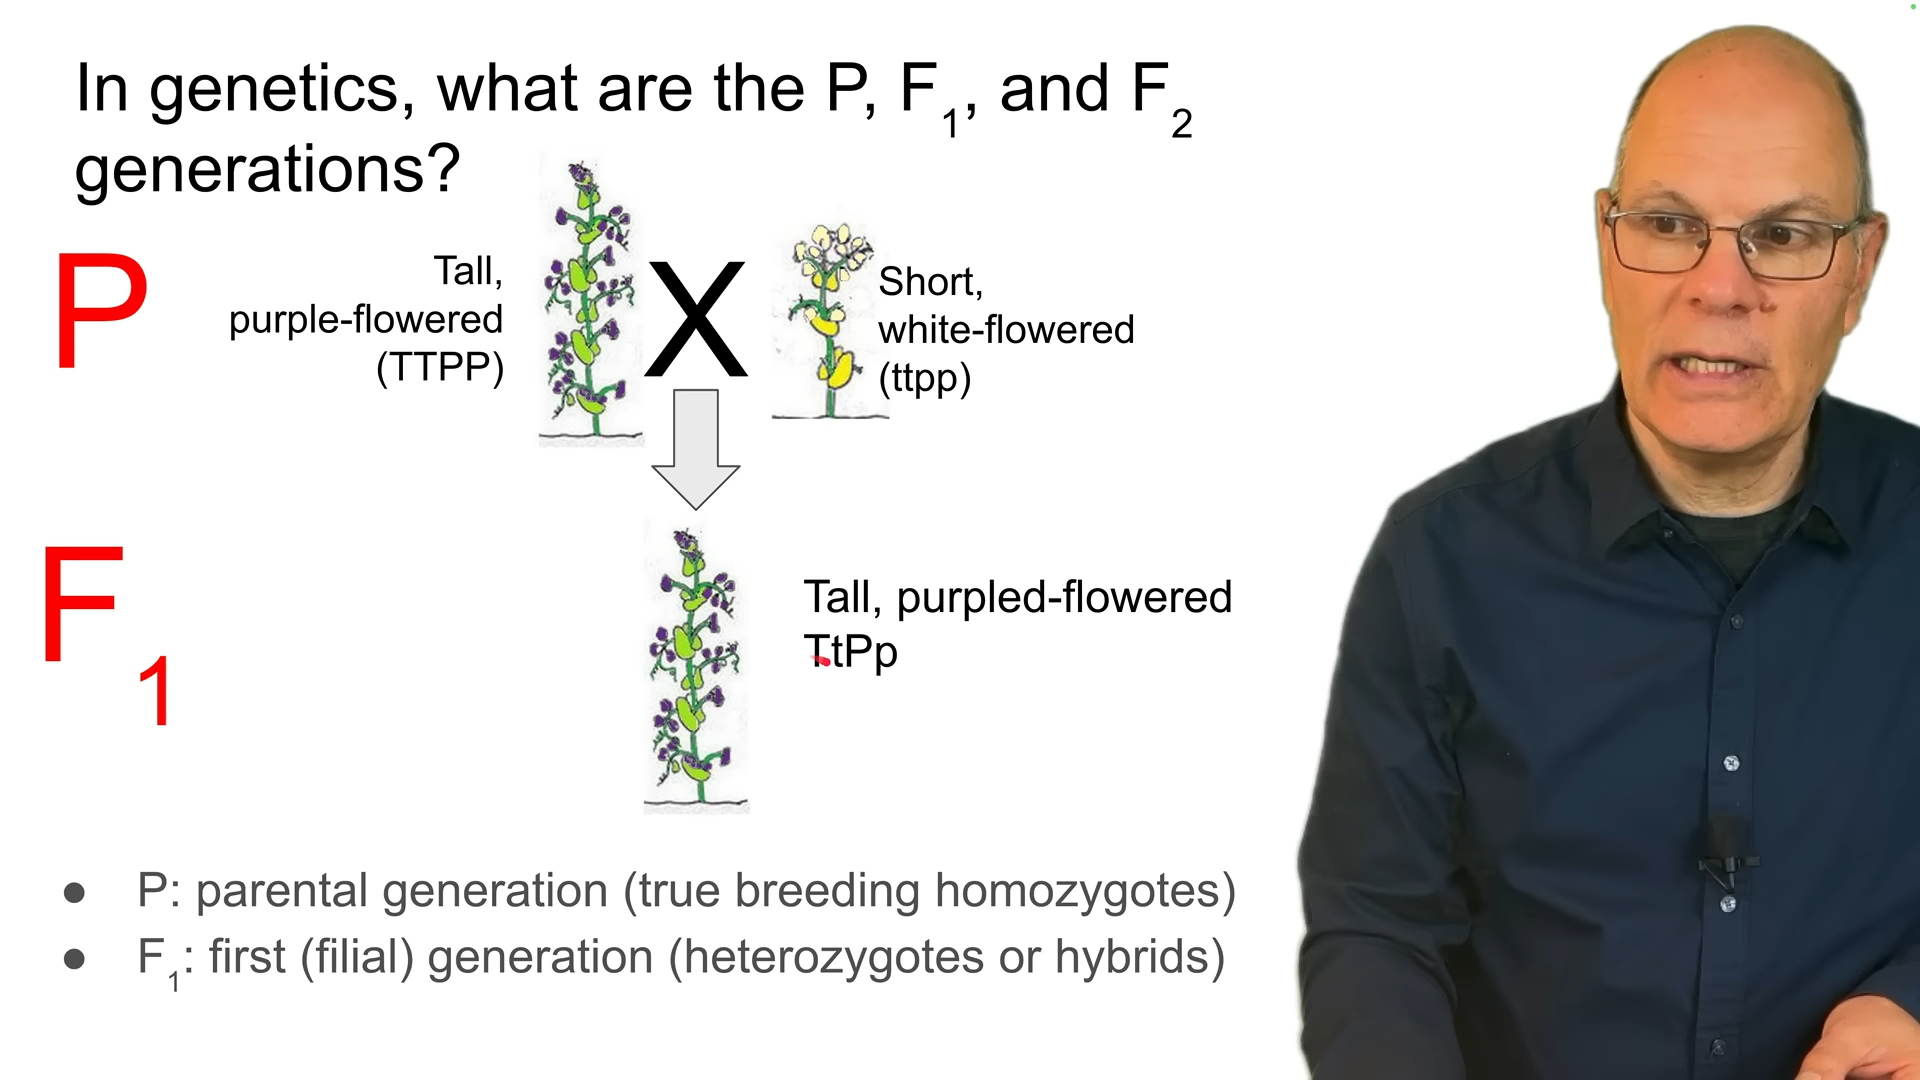 In genetics, what are the P, F₁, and F₂
generations?
P
Tall,
purple-flowered
(TTPP)
X
Short,
white-flowered
(ttpp)
F₁
Tall, purpled-flowered
TtPp
● P: parental generation (true breeding homozygotes)
● F₁: first (filial) generation (heterozygotes or hybrids)